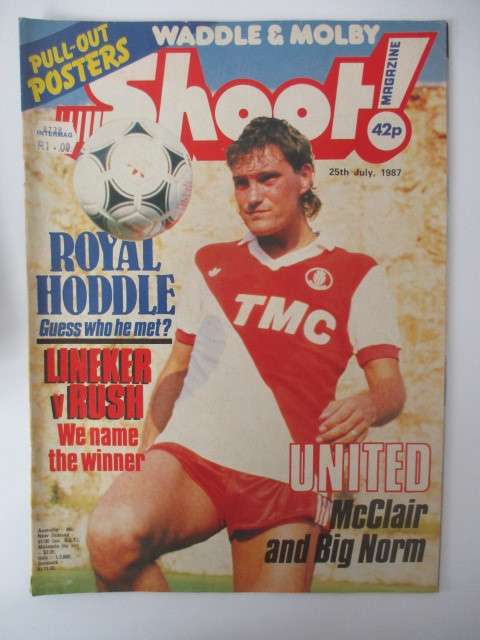 PULL-OUT
POSTERS
WADDLE & MOLBY
Shoot!
MAGAZINE
42p
INTERMAG
25th July, 1987
ROYAL
HODDLE
Guess who he met?
LINEKER
v RUSH
We name
the winner
TMC
UNITED
McClair
and Big Norm